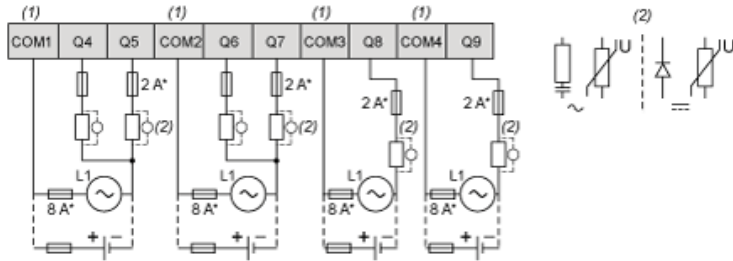 (1) (1) (1) (1) (2)
COM1 Q4 Q5 COM2 Q6 Q7 COM3 Q8 COM4 Q9
U U
2 A* 2 A* 2 A* 2 A*
(2) (2) (2) (2)
L1 L1 L1 L1
8 A* 8 A* 8 A* 8 A*
+ − + − + − + −